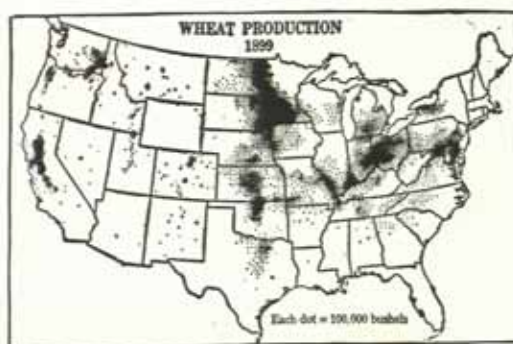 WHEAT PRODUCTION
1899
Each dot = 100,000 bushels